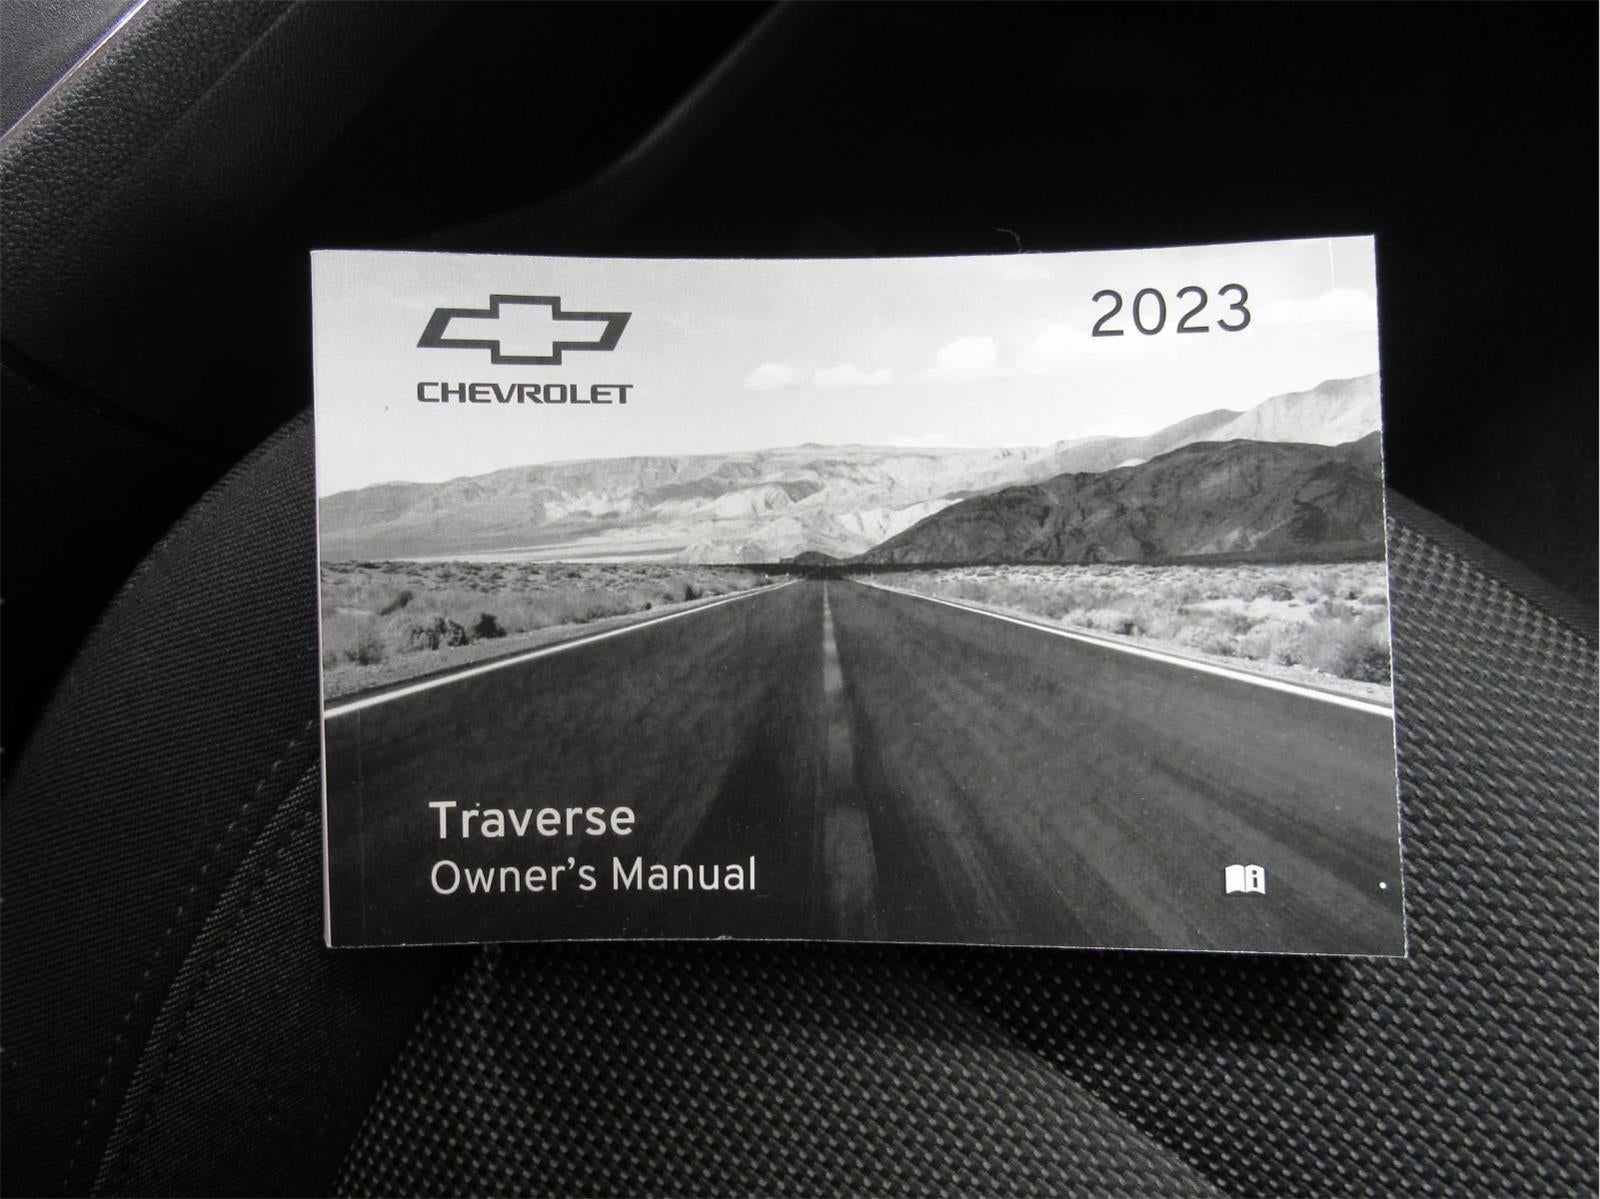 CHEVROLET
2023
Traverse
Owner's Manual
i